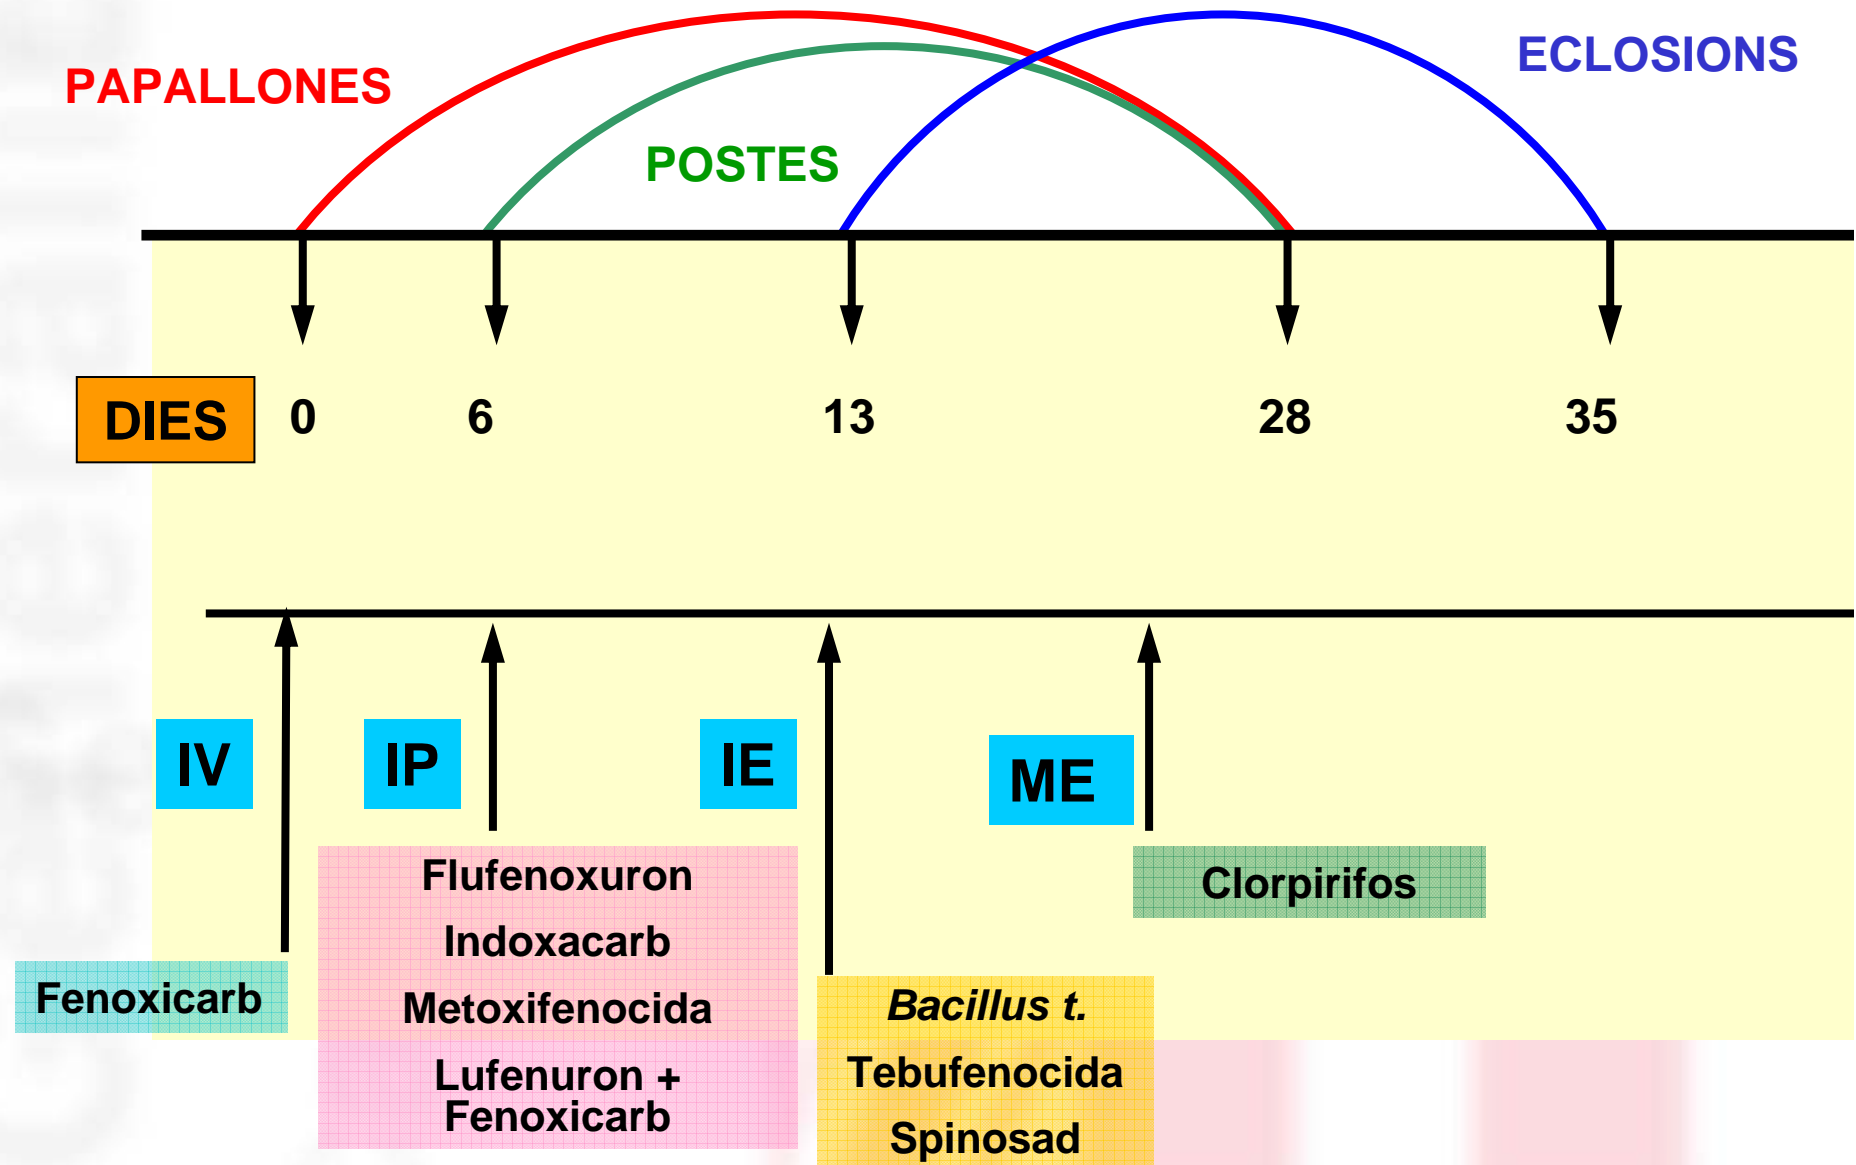 PAPALLONES
POSTES
ECLOSIONS
DIES 0 6 13 28 35
IV
IP
IE
ME
Fenoxicarb
Flufenoxuron
Indoxacarb
Metoxifenocida
Lufenuron +
Fenoxicarb
Bacillus t.
Tebufenocida
Spinosad
Clorpirifos